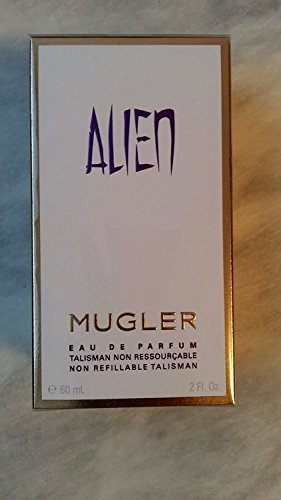 ALIEN
MUGLER
EAU DE PARFUM
TALISMAN NON RESSOURÇABLE
NON REFILLABLE TALISMAN
℮ 60 mL 2 Fl. Oz.